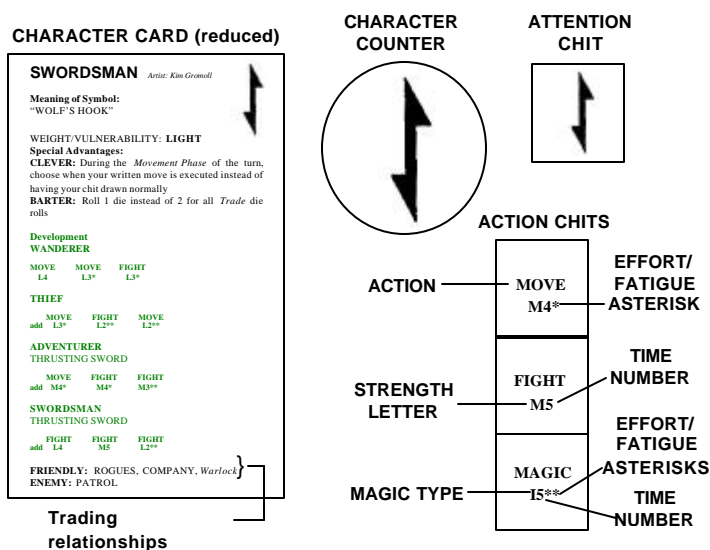 CHARACTER CARD (reduced)
SWORDSMAN Artist: Kim Gromoll
Meaning of Symbol:
“WOLF’S HOOK”
WEIGHT/VULNERABILITY: LIGHT
Special Advantages:
CLEVER: During the Movement Phase of the turn,
choose when your written move is executed instead of
having your chit drawn normally
BARTER: Roll 1 die instead of 2 for all Trade die
rolls
Development
WANDERER
MOVE MOVE FIGHT
L4 L3* L3*
THIEF
MOVE FIGHT MOVE
add L3* L2** L2**
ADVENTURER
THRUSTING SWORD
MOVE FIGHT FIGHT
add M4* M4* M3**
SWORDSMAN
THRUSTING SWORD
FIGHT FIGHT FIGHT
add L4 M5 L2**
FRIENDLY: ROGUES, COMPANY, Warlock}
ENEMY: PATROL
Trading
relationships
CHARACTER
COUNTER
ATTENTION
CHIT
ACTION CHITS
ACTION
MOVE
M4*
EFFORT/
FATIGUE
ASTERISK
STRENGTH
LETTER
FIGHT
M5
TIME
NUMBER
MAGIC TYPE
MAGIC
I5**
EFFORT/
FATIGUE
ASTERISKS
TIME
NUMBER